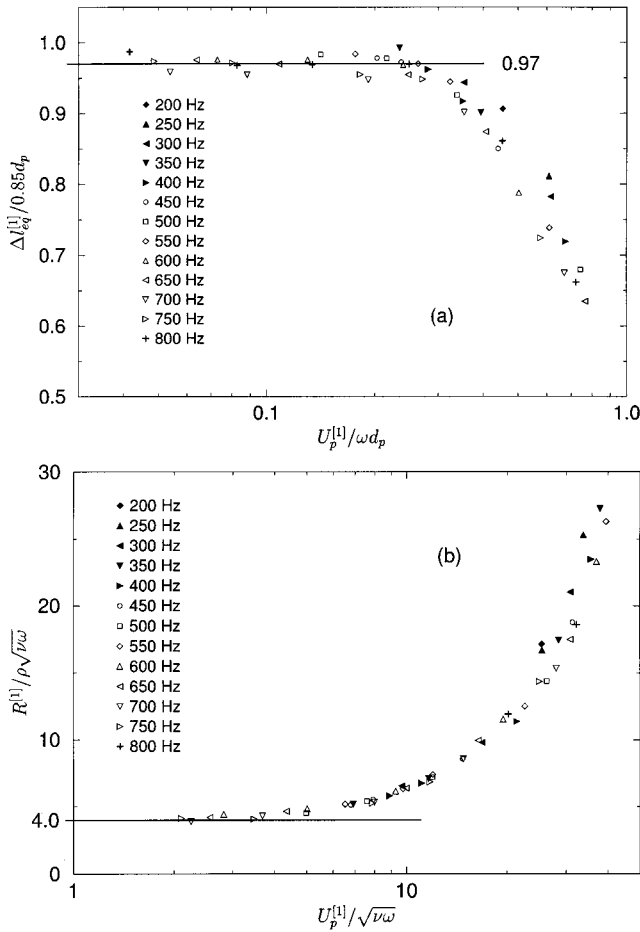 1.0
0.97
0.9
200 Hz
250 Hz
300 Hz
350 Hz
400 Hz
450 Hz
500 Hz
550 Hz
600 Hz
650 Hz
700 Hz
750 Hz
800 Hz
Δl_{eq}^{[1]}/0.85d_p
0.8
0.7
0.6
0.5
(a)
0.1
1.0
U_p^{[1]}/ωd_p
30
200 Hz
250 Hz
300 Hz
350 Hz
400 Hz
450 Hz
500 Hz
550 Hz
600 Hz
650 Hz
700 Hz
750 Hz
800 Hz
(b)
20
R^{[1]}/ρ√νω
10
4.0
0
1
10
U_p^{[1]}/√νω